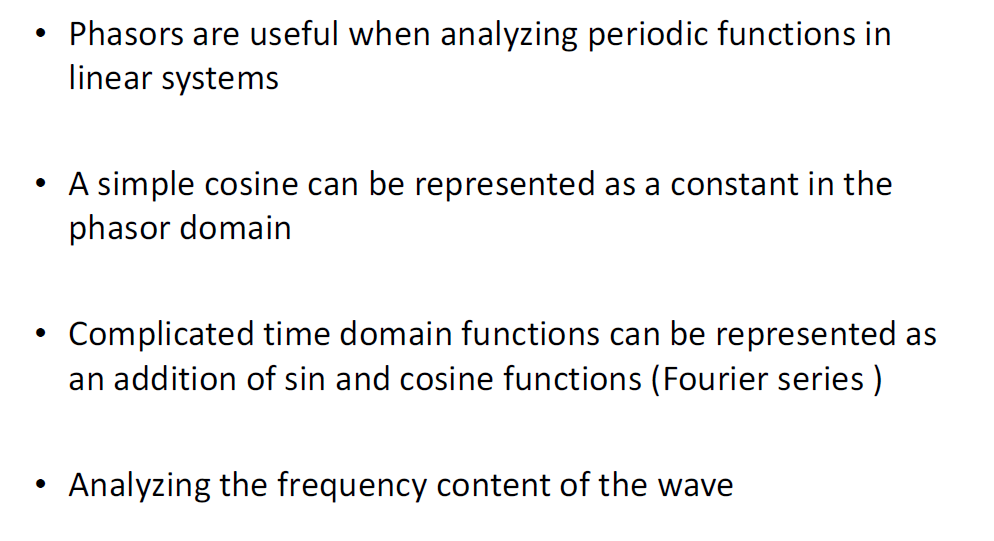 • Phasors are useful when analyzing periodic functions in
linear systems
• A simple cosine can be represented as a constant in the
phasor domain
• Complicated time domain functions can be represented as
an addition of sin and cosine functions (Fourier series )
• Analyzing the frequency content of the wave